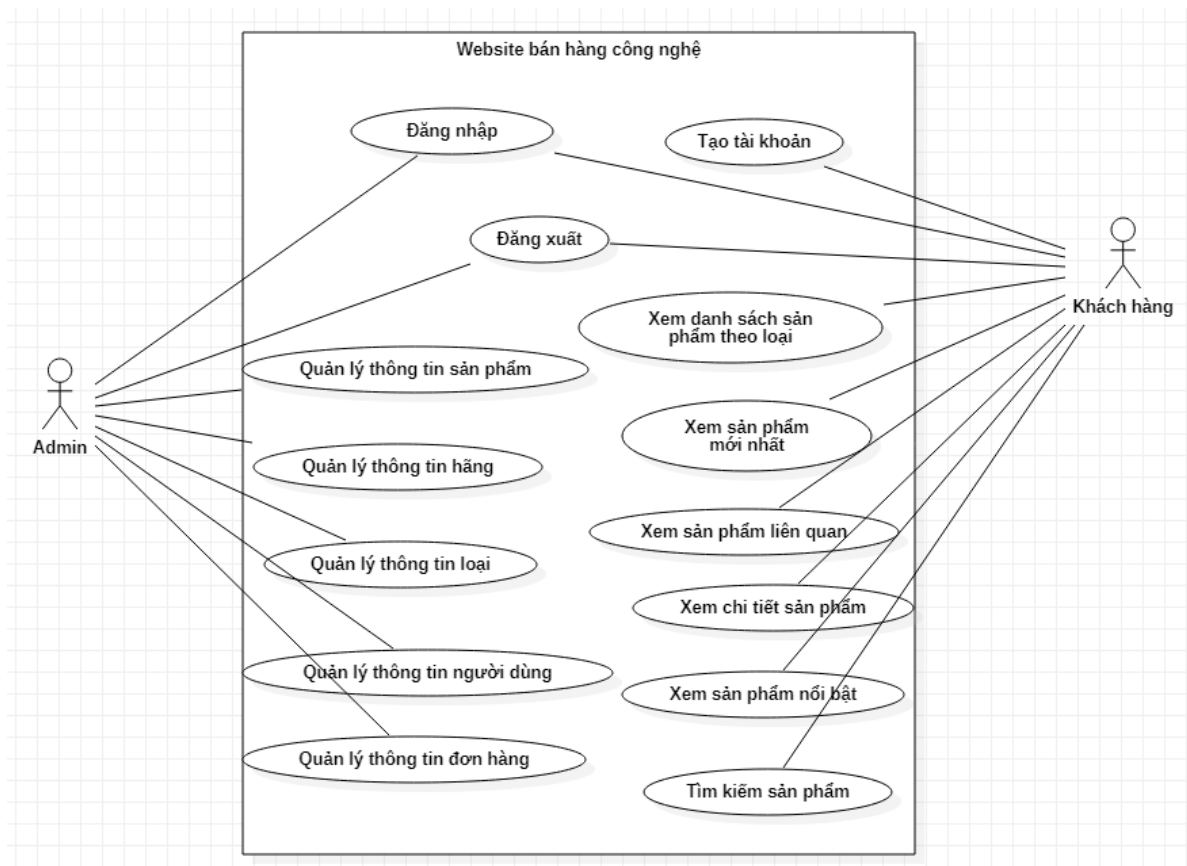 Website bán hàng công nghệ
Đăng nhập
Tạo tài khoản
Đăng xuất
Khách hàng
Xem danh sách sản
phẩm theo loại
Quản lý thông tin sản phẩm
Admin
Xem sản phẩm
mới nhất
Quản lý thông tin hãng
Xem sản phẩm liên quan
Quản lý thông tin loại
Xem chi tiết sản phẩm
Quản lý thông tin người dùng
Xem sản phẩm nổi bật
Quản lý thông tin đơn hàng
Tìm kiếm sản phẩm